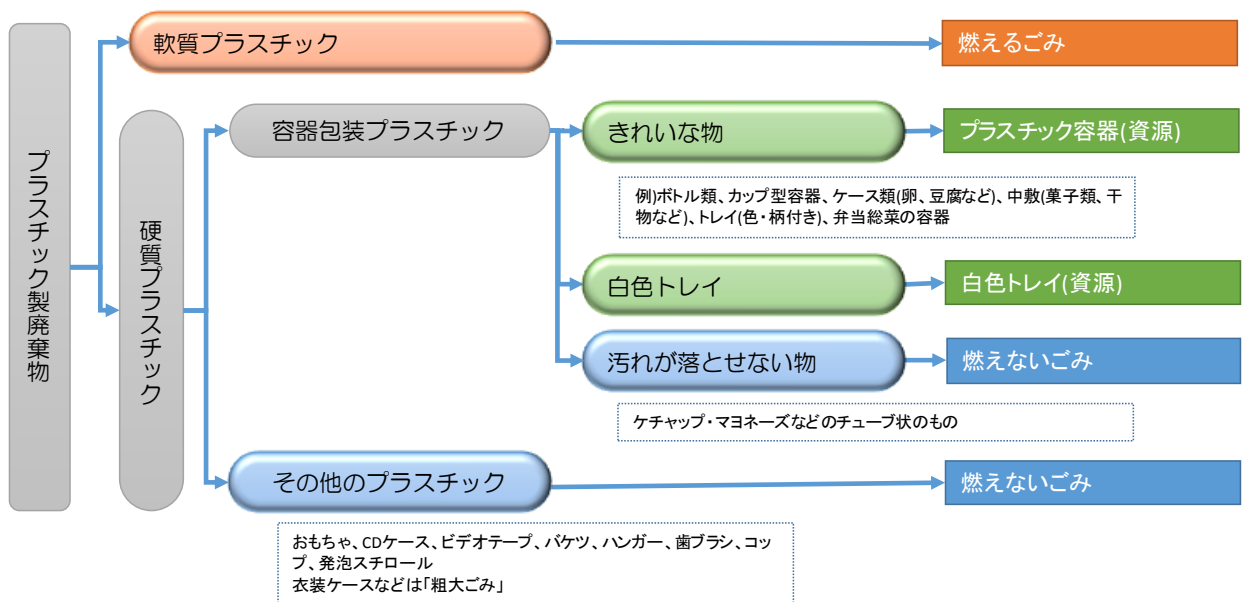 プラスチック製廃棄物
軟質プラスチック
燃えるごみ
硬質プラスチック
容器包装プラスチック
きれいな物
プラスチック容器(資源)
例)ボトル類、カップ型容器、ケース類(卵、豆腐など)、中敷(菓子類、干
物など)、トレイ(色・柄付き)、弁当総菜の容器
白色トレイ
白色トレイ(資源)
汚れが落とせない物
燃えないごみ
ケチャップ・マヨネーズなどのチューブ状のもの
その他のプラスチック
燃えないごみ
おもちゃ、CDケース、ビデオテープ、バケツ、ハンガー、歯ブラシ、コッ
プ、発泡スチロール
衣装ケースなどは「粗大ごみ」